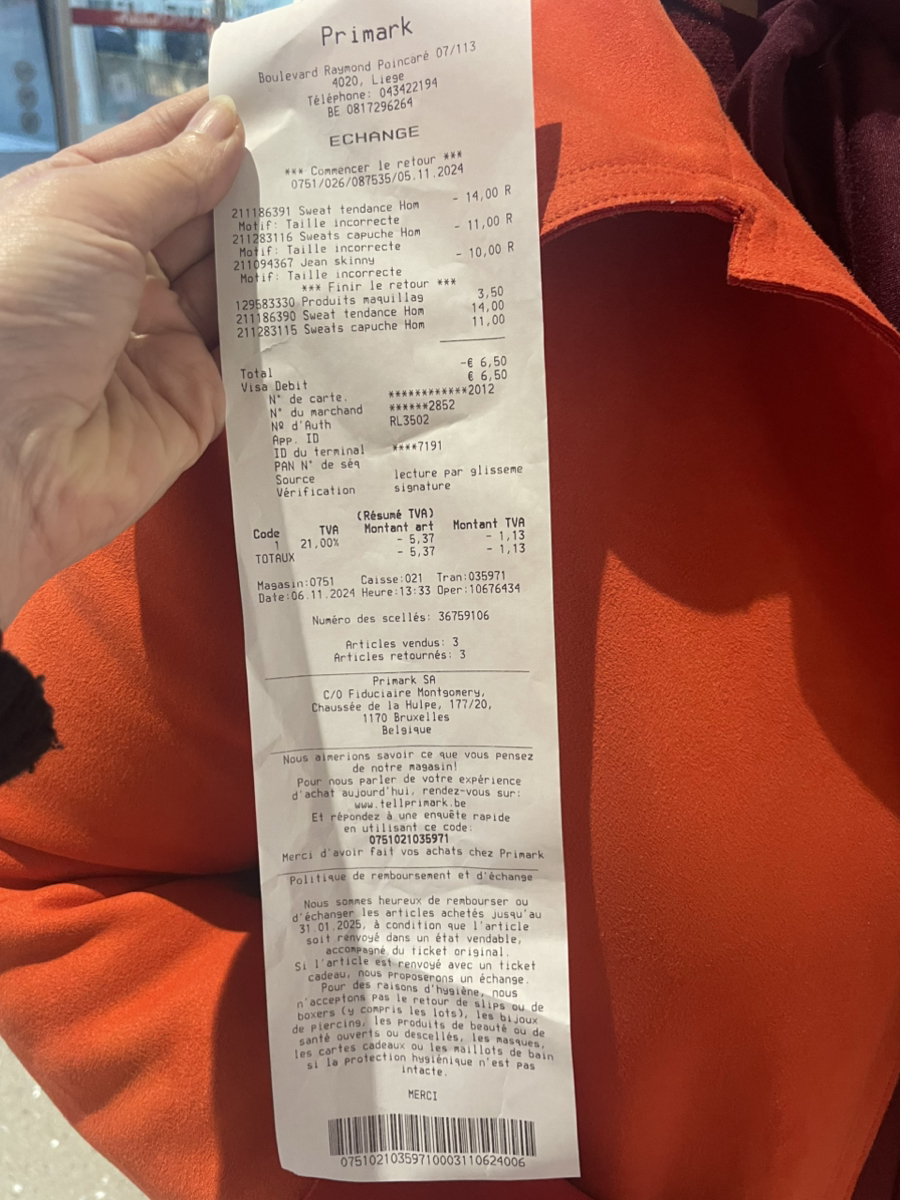 Primark
Boulevard Raymond Poincaré 07/113
4020, Liege
Téléphone: 043422194
BE 0817296264
ECHANGE
*** Commencer le retour ***
0751/026/087535/05.11.2024
211186391 Sweat tendance Hom - 14,00 R
Motif: Taille incorrecte
211283116 Sweats capuche Hom - 11,00 R
Motif: Taille incorrecte
211094367 Jean skinny - 10,00 R
Motif: Taille incorrecte
*** Finir le retour ***
129583330 Produits maquillag 3,50
211186390 Sweat tendance Hom 14,00
211283115 Sweats capuche Hom 11,00
Total -€ 6,50
Visa Debit € 6,50
N° de carte. ************2012
N° du marchand ******2852
Nº d'Auth RL3502
App. ID
ID du terminal ****7191
PAN N° de séq
Source lecture par glisseme
Vérification signature
(Résumé TVA)
Code TVA Montant art Montant TVA
1 21,00% - 5,37 - 1,13
TOTAUX - 5,37 - 1,13
Magasin:0751 Caisse:021 Tran:035971
Date:06.11.2024 Heure:13:33 Oper:10676434
Numéro des scellés: 36759106
Articles vendus: 3
Articles retournés: 3
Primark SA
C/O Fiduciaire Montgomery,
Chaussée de la Hulpe, 177/20,
1170 Bruxelles
Belgique
Nous aimerions savoir ce que vous pensez
de notre magasin!
Pour nous parler de votre expérience
d'achat aujourd'hui, rendez-vous sur:
www.tellprimark.be
Et répondez à une enquête rapide
en utilisant ce code:
0751021035971
Merci d'avoir fait vos achats chez Primark
Politique de remboursement et d'échange
Nous sommes heureux de rembourser ou
d'échanger les articles achetés jusqu'au
31.01.2025, à condition que l'article
soit renvoyé dans un état vendable,
accompagné du ticket original.
Si l'article est renvoyé avec un ticket
cadeau, nous proposerons un échange.
Pour des raisons d'hygiène, nous
n'acceptons pas le retour de slips ou de
boxers (y compris les lots), les bijoux
de piercing, les produits de beauté ou de
santé ouverts ou descellés, les masques,
les cartes cadeaux ou les maillots de bain
si la protection hygiénique n'est pas
intacte.
MERCI
07510210359710003110624006